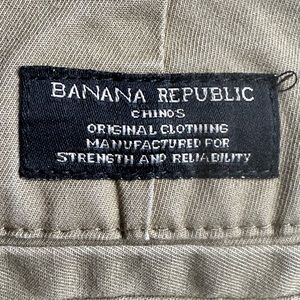 BANANA REPUBLIC
CHINOS
ORIGINAL CLOTHING
MANUFACTURED FOR
STRENGTH AND RELIABILITY